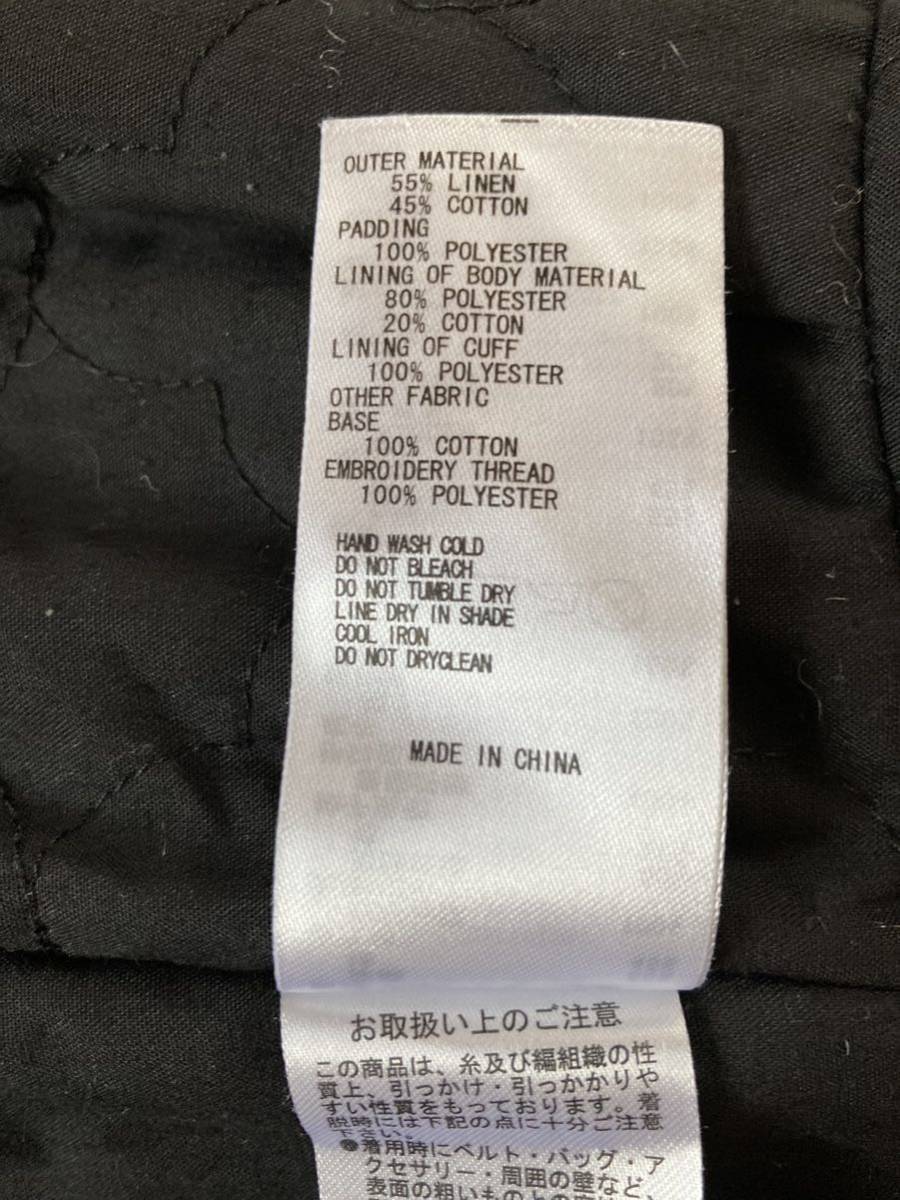 OUTER MATERIAL
55% LINEN
45% COTTON
PADDING
100% POLYESTER
LINING OF BODY MATERIAL
80% POLYESTER
20% COTTON
LINING OF CUFF
100% POLYESTER
OTHER FABRIC
BASE
100% COTTON
EMBROIDERY THREAD
100% POLYESTER
HAND WASH COLD
DO NOT BLEACH
DO NOT TUMBLE DRY
LINE DRY IN SHADE
COOL IRON
DO NOT DRYCLEAN
MADE IN CHINA
お取扱い上のご注意
この商品は、糸及び編組織の性
質上、引っかけ・引っかかりや
すい性質をもっております。着
脱時には下記の点に十分ご注意
下さい。
●着用時にベルト・バッグ・ア
クセサリー・周囲の壁など、
表面の粗いものとの